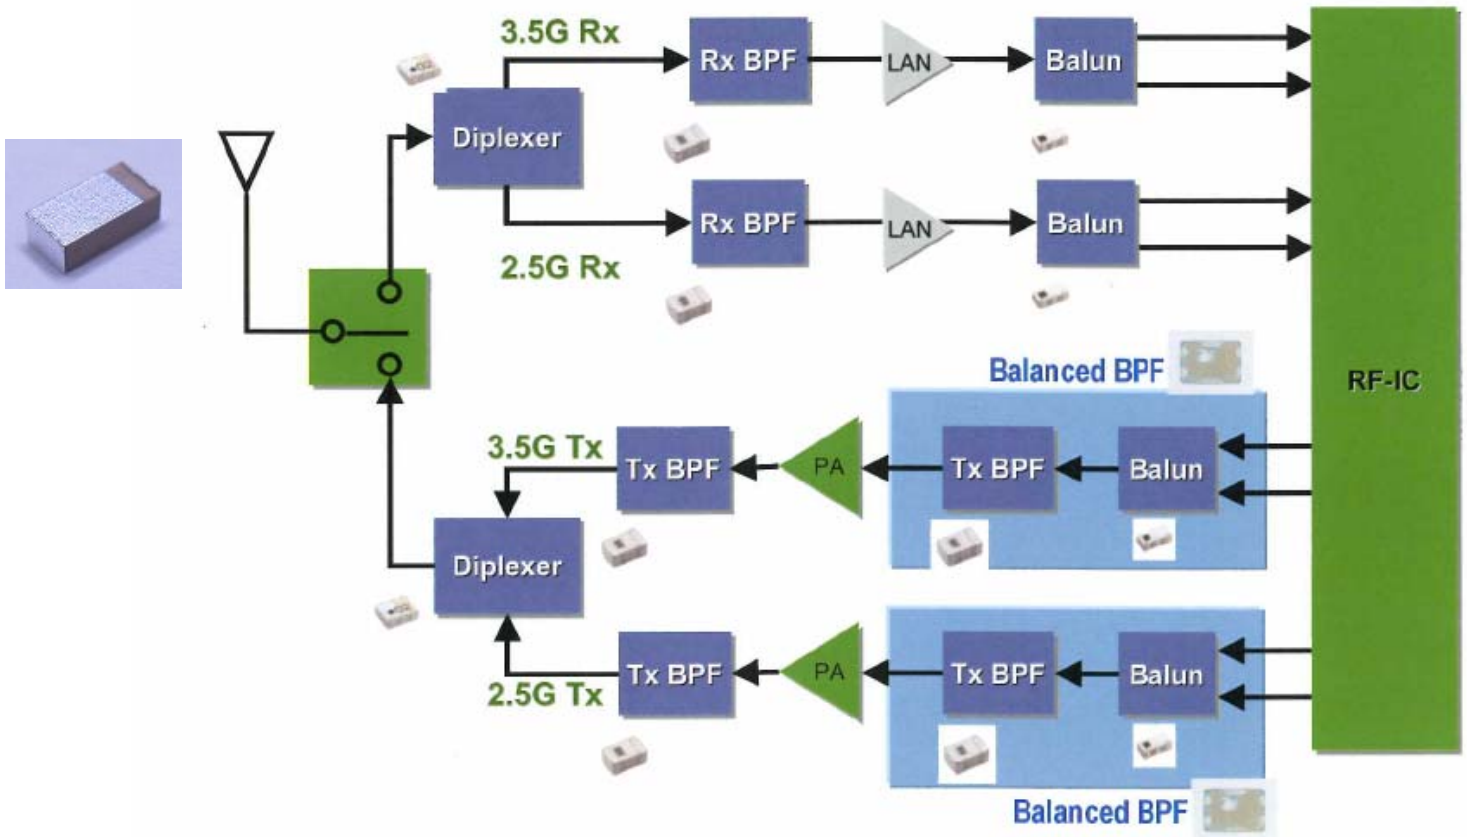 3.5G Rx
Rx BPF
LAN
Balun
Diplexer
Rx BPF
LAN
Balun
2.5G Rx
Balanced BPF
RF-IC
3.5G Tx
Tx BPF
PA
Tx BPF
Balun
Diplexer
Tx BPF
PA
Tx BPF
Balun
2.5G Tx
Balanced BPF